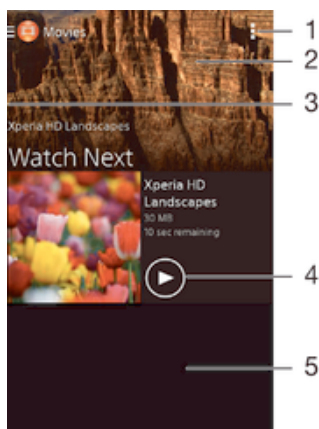 Movies
1
2
3
Xperia HD Landscapes
Watch Next
Xperia HD
Landscapes
30 MB
10 sec remaining
4
5